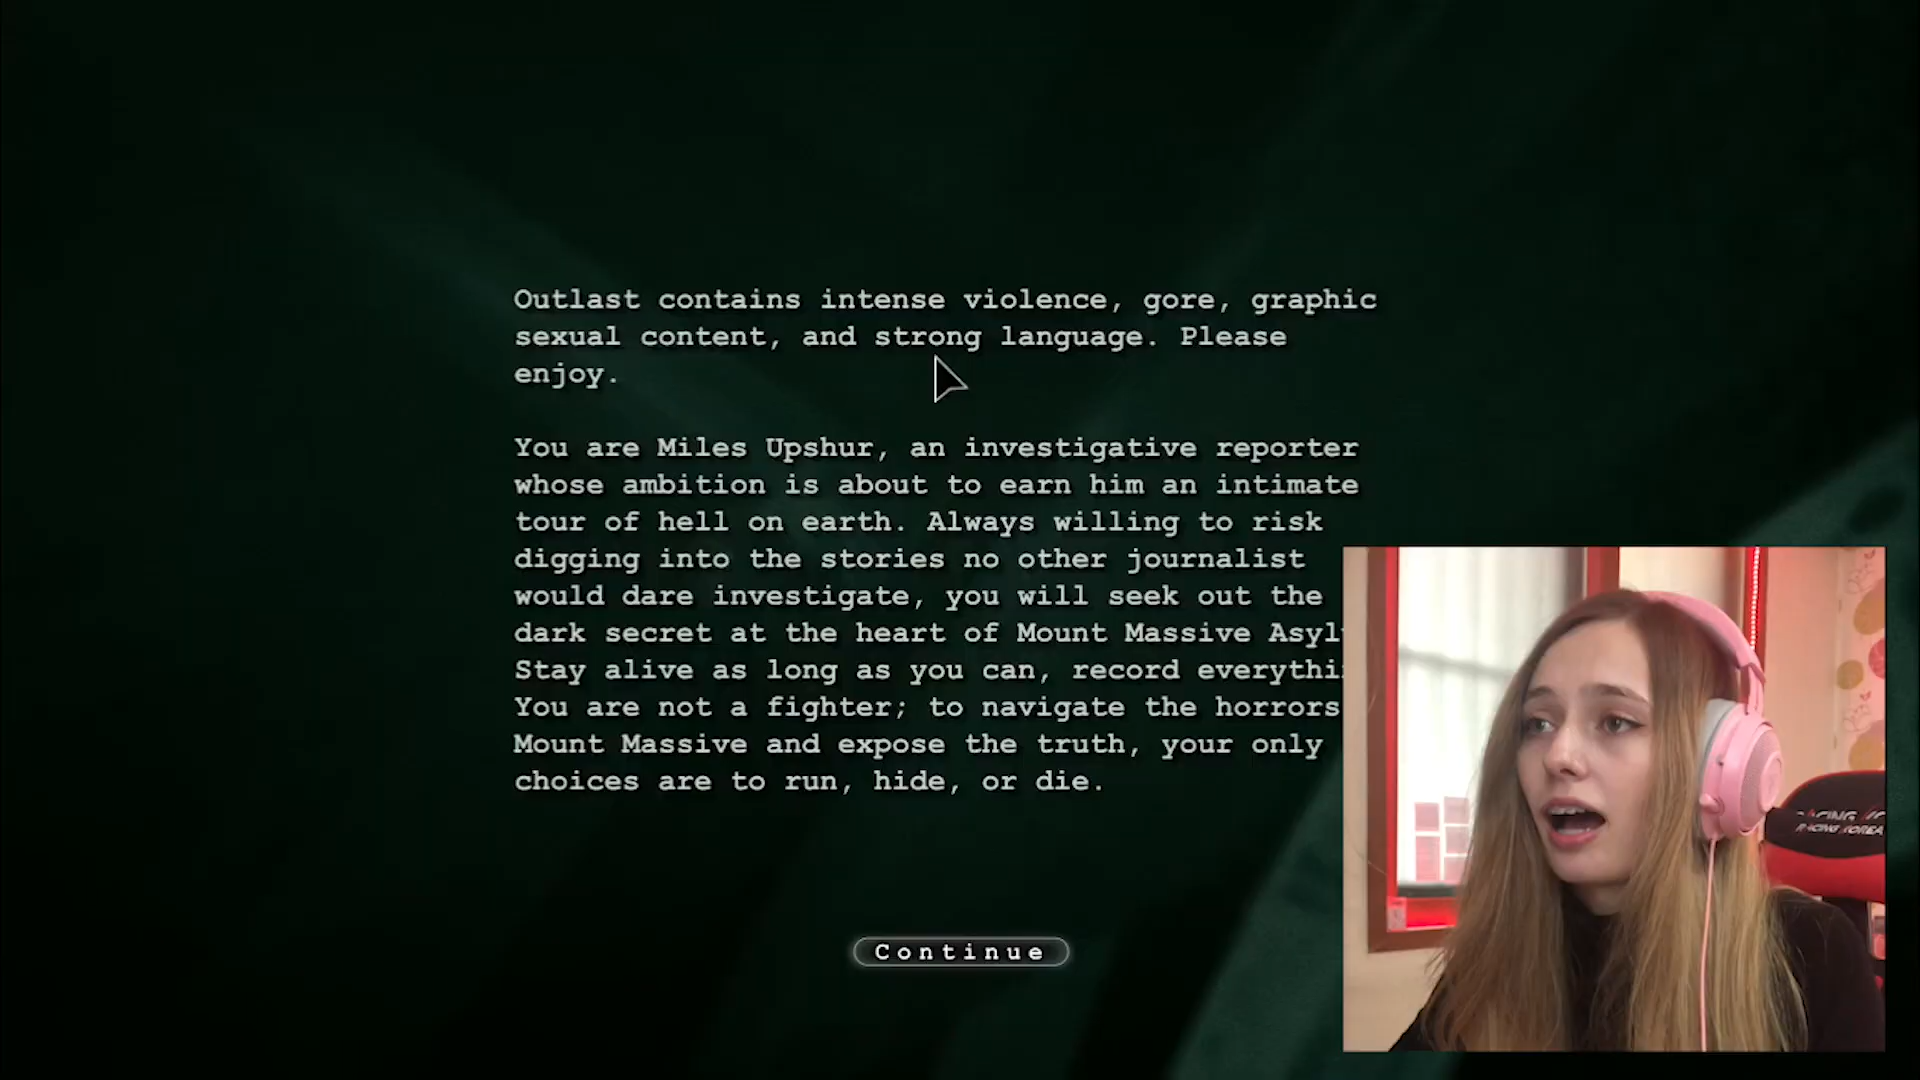 Outlast contains intense violence, gore, graphic
sexual content, and strong language. Please
enjoy.
You are Miles Upshur, an investigative reporter
whose ambition is about to earn him an intimate
tour of hell on earth. Always willing to risk
digging into the stories no other journalist
would dare investigate, you will seek out the
dark secret at the heart of Mount Massive
Stay alive as long as you can, record
You are not a fighter; to navigate the horrors
Mount Massive and expose the truth, your only
choices are to run, hide, or die.
Continue
RACING KOREA